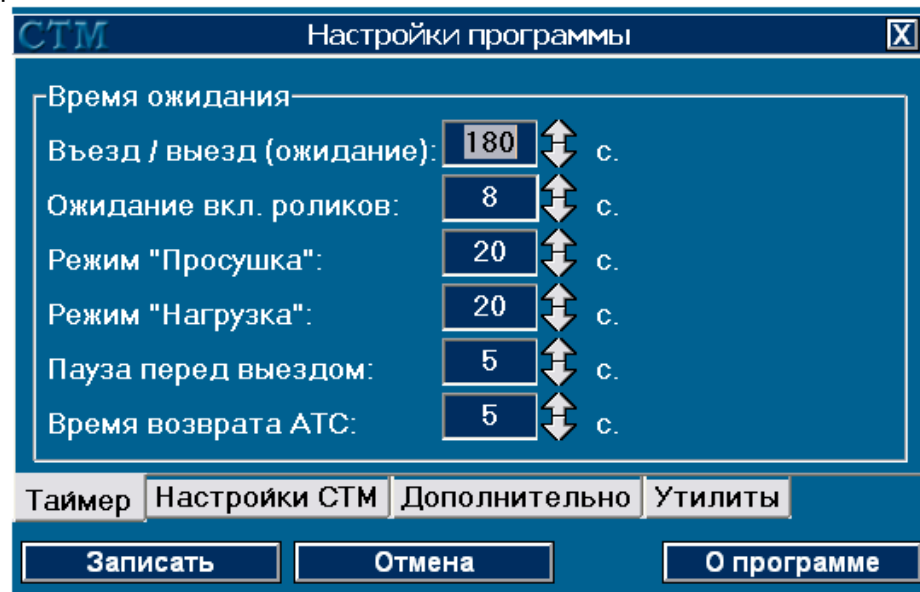 СТМ Настройки программы X
Время ожидания
Въезд / выезд (ожидание): 180 с.
Ожидание вкл. роликов: 8 с.
Режим "Просушка": 20 с.
Режим "Нагрузка": 20 с.
Пауза перед выездом: 5 с.
Время возврата АТС: 5 с.
Таймер Настройки СТМ Дополнительно Утилиты
Записать Отмена О программе